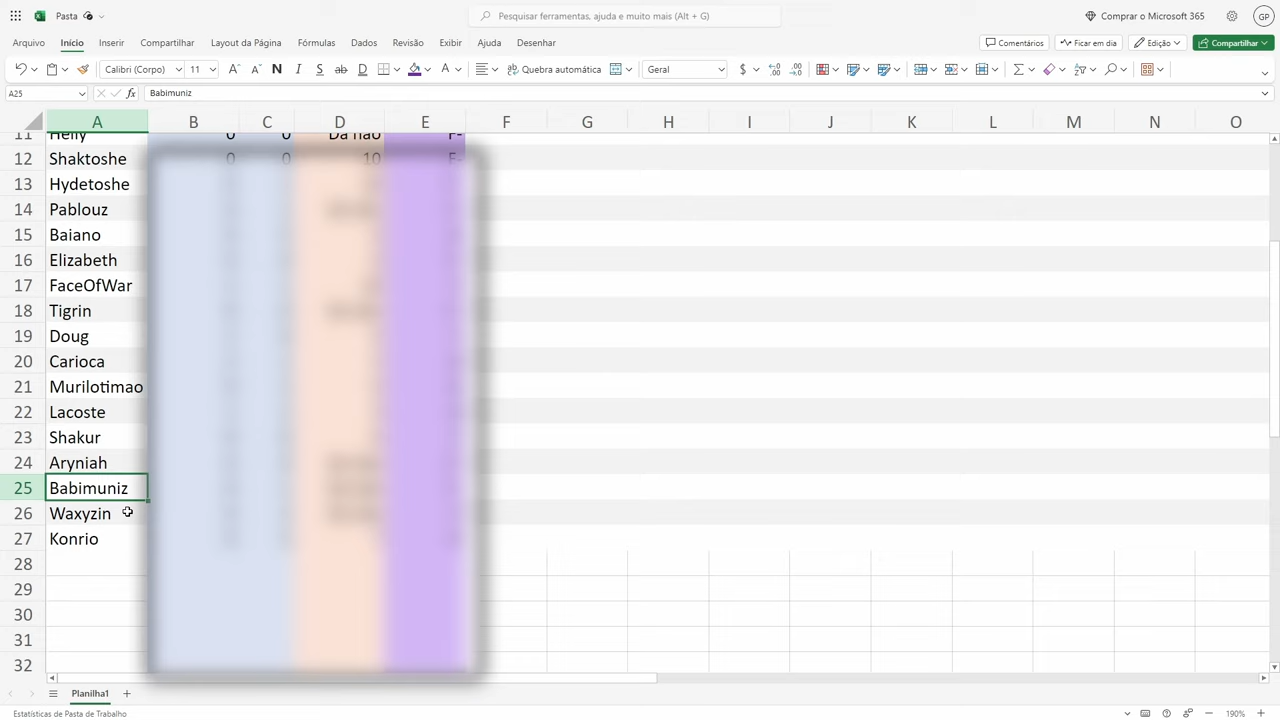 Pasta
Pesquisar ferramentas, ajuda e muito mais (Alt + G)
Comprar o Microsoft 365
GP
Arquivo Início Inserir Compartilhar Layout da Página Fórmulas Dados Revisão Exibir Ajuda Desenhar
Comentários Ficar em dia Edição Compartilhar
Calibri (Corpo) 11 A A N I S ab D A Quebra automática Geral $
A25 fx Babimuniz
A B C D E F G H I J K L M N O
11 Helly 0 0 Da não F-
12 Shaktoshe 0 0 10 F-
13 Hydetoshe
14 Pablouz
15 Baiano
16 Elizabeth
17 FaceOfWar
18 Tigrin
19 Doug
20 Carioca
21 Murilotimao
22 Lacoste
23 Shakur
24 Aryniah
25 Babimuniz
26 Waxyzin
27 Konrio
28
29
30
31
32
Planilha1
Estatísticas de Pasta de Trabalho
190%